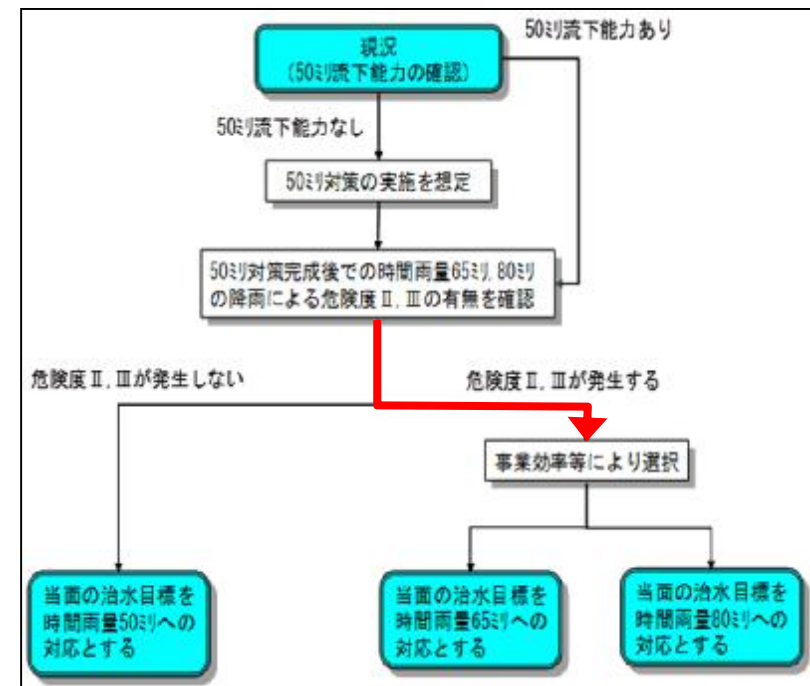 50ミリ流下能力あり
現況
(50ミリ流下能力の確認)
50ミリ流下能力なし
50ミリ対策の実施を想定
50ミリ対策完成後での時間雨量65ミリ,80ミリ
の降雨による危険度Ⅱ,Ⅲの有無を確認
危険度Ⅱ,Ⅲが発生しない
危険度Ⅱ,Ⅲが発生する
事業効率等により選択
当面の治水目標を
時間雨量50ミリへの
対応とする
当面の治水目標を
時間雨量65ミリへの
対応とする
当面の治水目標を
時間雨量80ミリへの
対応とする